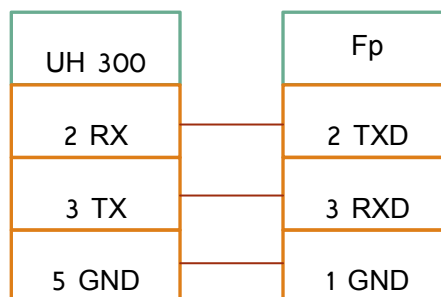 UH 300 Fp
2 RX 2 TXD
3 TX 3 RXD
5 GND 1 GND